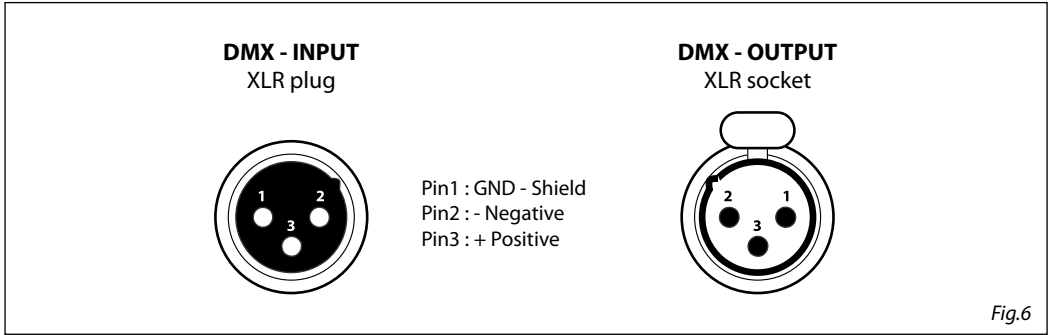 DMX - INPUT
XLR plug
1 2
3
Pin1 : GND - Shield
Pin2 : - Negative
Pin3 : + Positive
DMX - OUTPUT
XLR socket
2 1
3
Fig.6